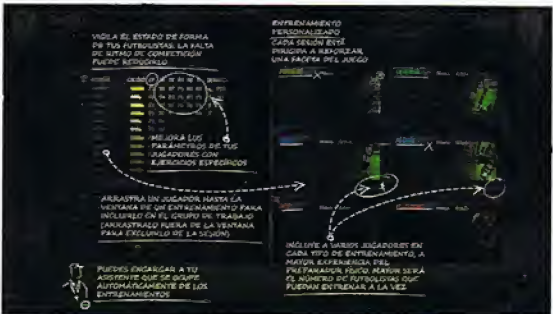 VIGILA EL ESTADO DE FORMA
DE TUS FUTBOLISTAS. LA FALTA
DE RITMO DE COMPETICIÓN
PUEDE REDUCIRLO
ENTRENAMIENTO
PERSONALIZADO
CADA SESIÓN ESTÁ
DIRIGIDA A REFORZAR
UNA FACETA DEL JUEGO
MEJORA LOS
PARÁMETROS DE TUS
JUGADORES CON
EJERCICIOS ESPECÍFICOS
ARRASTRA UN JUGADOR HASTA LA
VENTANA DE UN ENTRENAMIENTO PARA
INCLUIRLO EN EL GRUPO DE TRABAJO
(ARRÁSTRALO FUERA DE LA VENTANA
PARA EXCLUIRLO DE LA SESIÓN)
INCLUYE A VARIOS JUGADORES EN
CADA TIPO DE ENTRENAMIENTO, A
MAYOR EXPERIENCIA DEL
PREPARADOR FÍSICO, MAYOR SERÁ
EL NÚMERO DE FUTBOLISTAS QUE
PUEDAN ENTRENAR A LA VEZ
PUEDES ENCARGAR A TU
ASISTENTE QUE SE OCUPE
AUTOMÁTICAMENTE DE LOS
ENTRENAMIENTOS